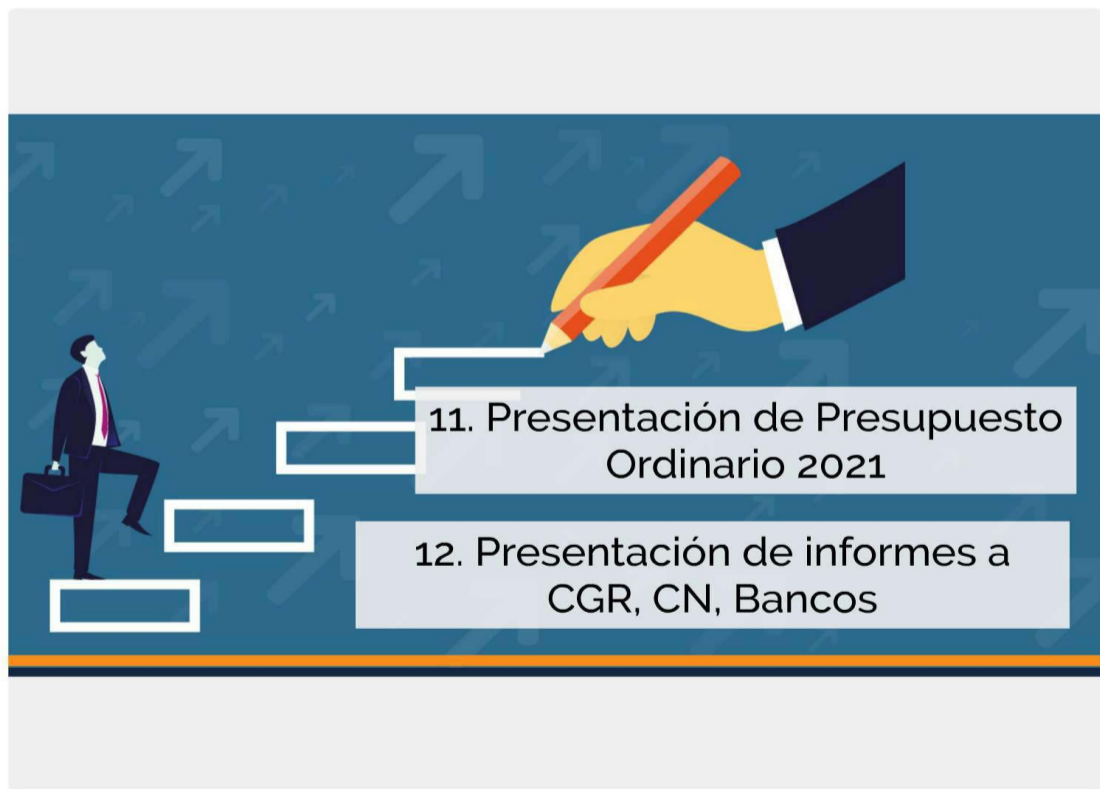 11. Presentación de Presupuesto
Ordinario 2021
12. Presentación de informes a
CGR, CN, Bancos